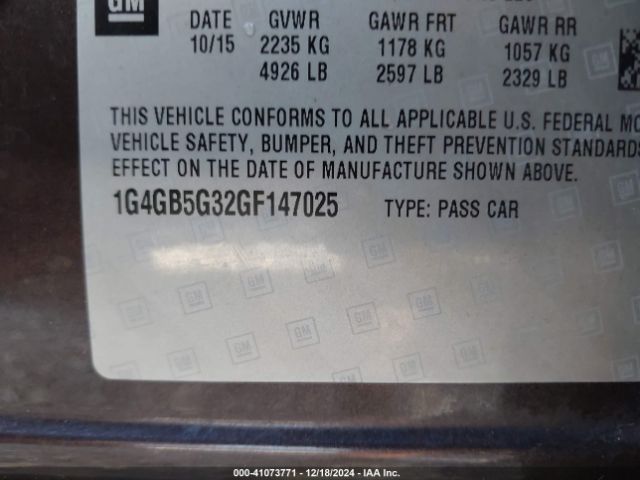 GM
DATE GVWR GAWR FRT GAWR RR
10/15 2235 KG 1178 KG 1057 KG
4926 LB 2597 LB 2329 LB
THIS VEHICLE CONFORMS TO ALL APPLICABLE U.S. FEDERAL MO
VEHICLE SAFETY, BUMPER, AND THEFT PREVENTION STANDARDS
EFFECT ON THE DATE OF MANUFACTURE SHOWN ABOVE.
1G4GB5G32GF147025 TYPE: PASS CAR
000-41073771 | 12/18/2024 - IAA Inc.